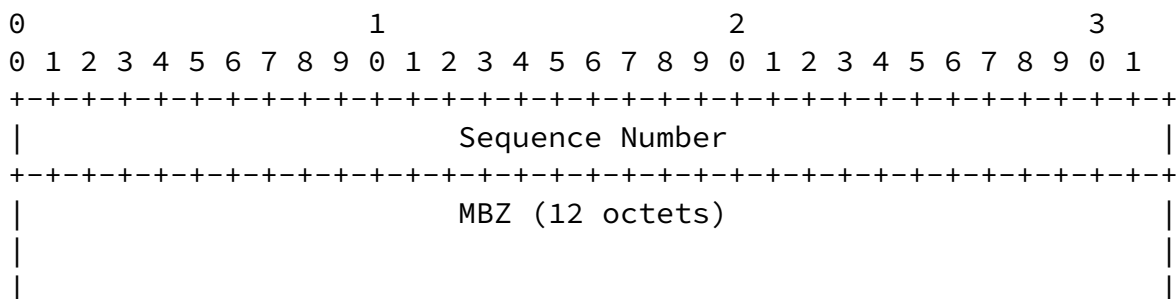 0                   1                   2                   3
0 1 2 3 4 5 6 7 8 9 0 1 2 3 4 5 6 7 8 9 0 1 2 3 4 5 6 7 8 9 0 1
+-+-+-+-+-+-+-+-+-+-+-+-+-+-+-+-+-+-+-+-+-+-+-+-+-+-+-+-+-+-+-+-+
|                        Sequence Number                        |
+-+-+-+-+-+-+-+-+-+-+-+-+-+-+-+-+-+-+-+-+-+-+-+-+-+-+-+-+-+-+-+-+
|                        MBZ (12 octets)                        |
|                                                               |
|                                                               |